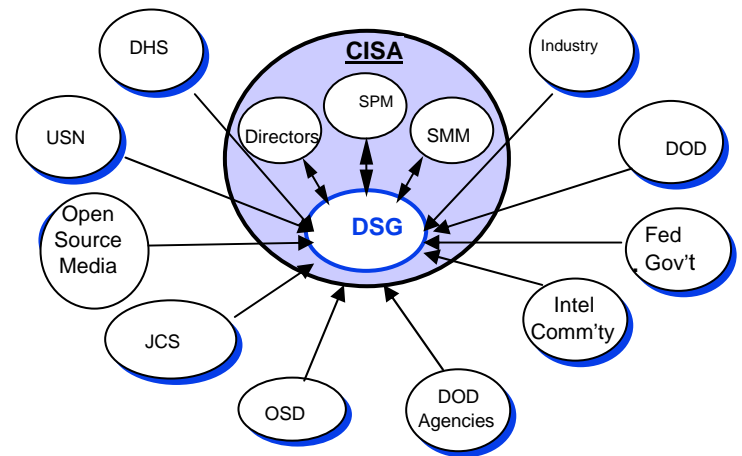 DHS
CISA
Industry
SPM
Directors
SMM
USN
DOD
DSG
Open
Source
Media
Fed
. Gov't
Intel
Comm'ty
JCS
OSD
DOD
Agencies